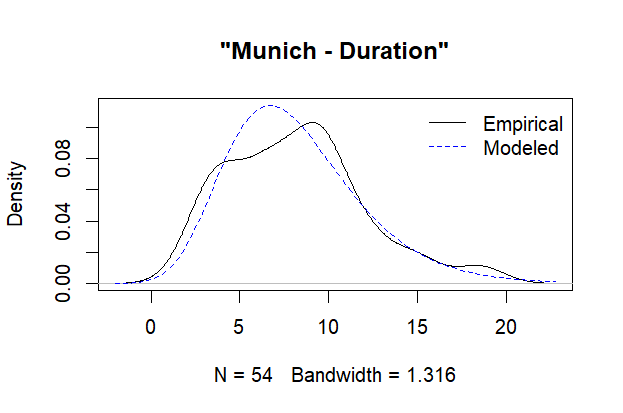 "Munich - Duration"
Empirical
Modeled
Density
0.00
0.04
0.08
0
5
10
15
20
N = 54   Bandwidth = 1.316